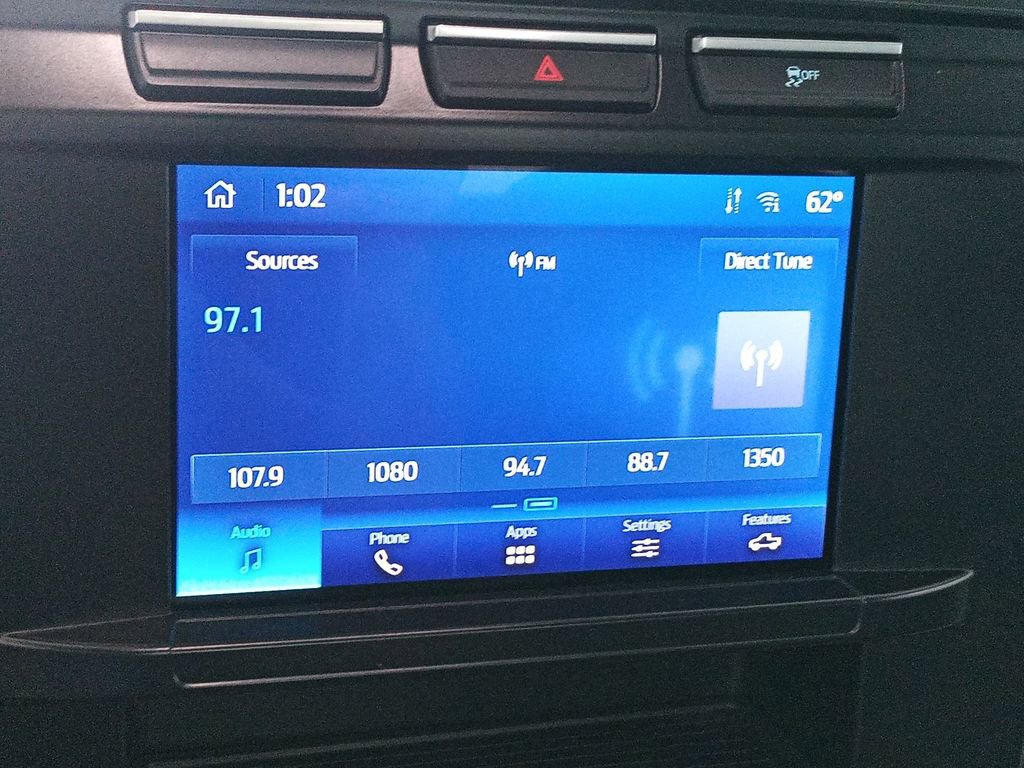 OFF
1:02 62°
Sources FM Direct Tune
97.1
107.9 1080 94.7 88.7 1350
Audio Phone Apps Settings Features